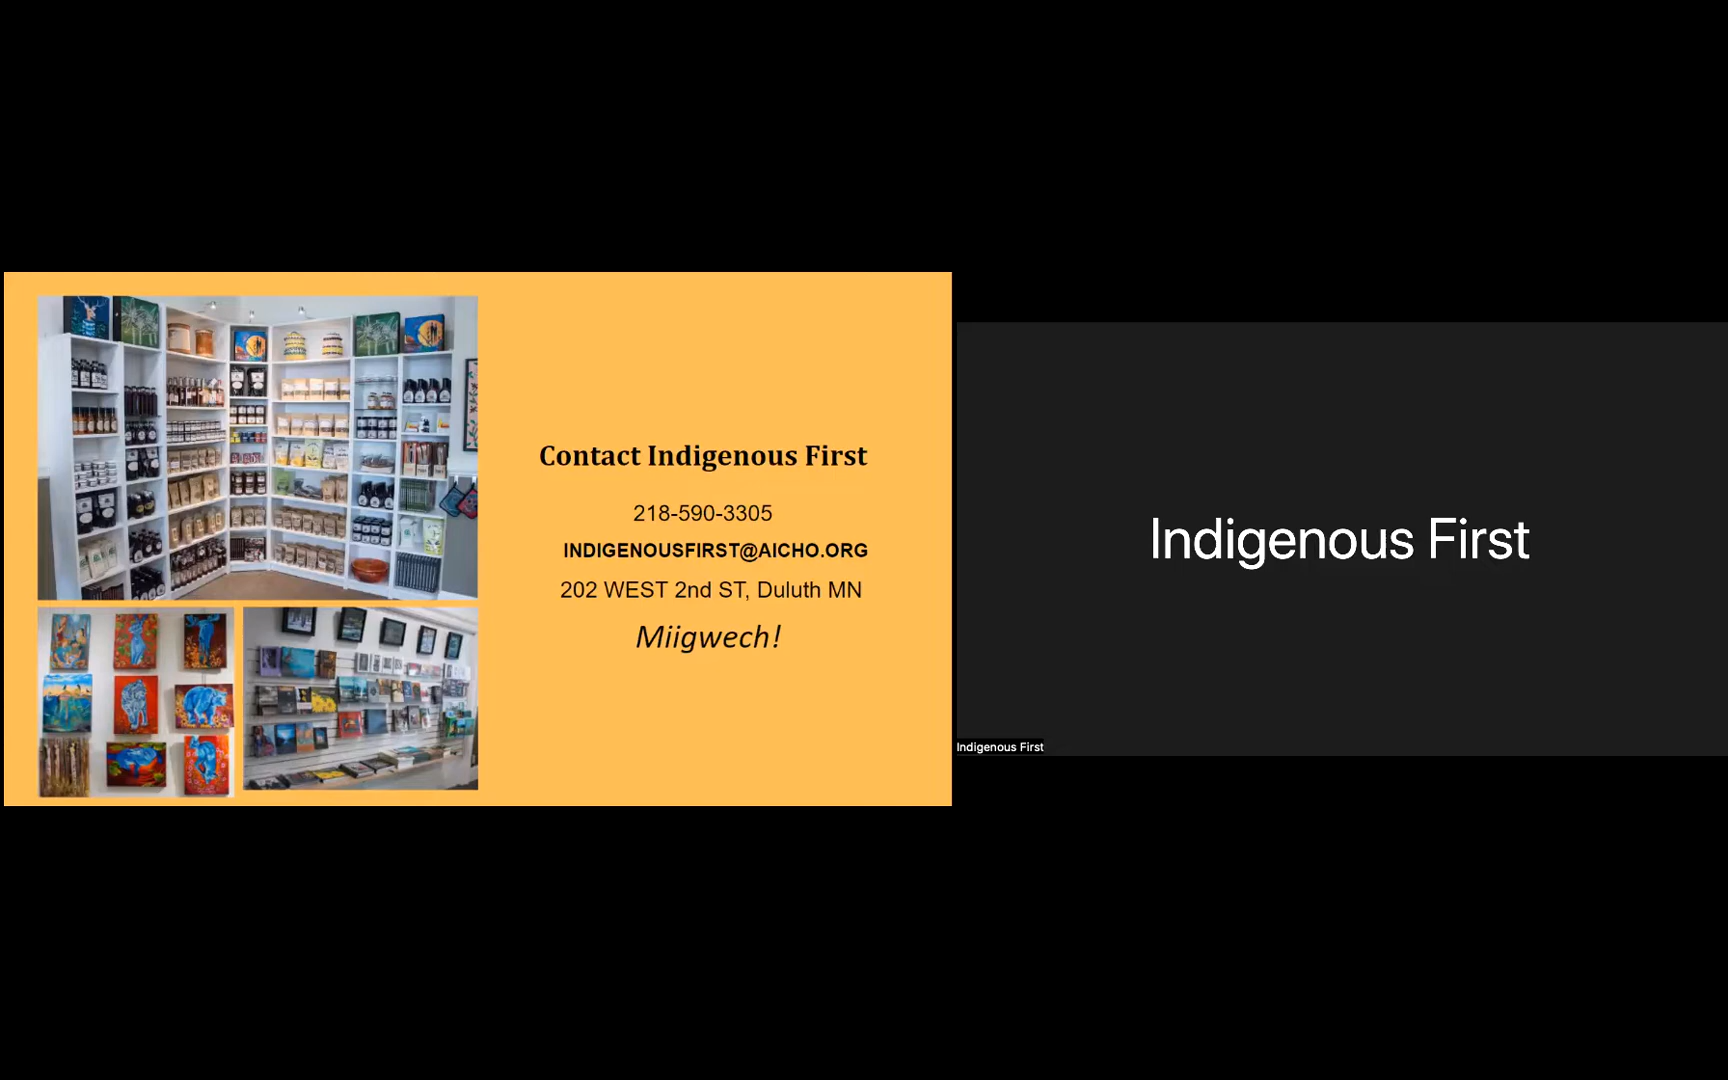 Contact Indigenous First
218-590-3305
INDIGENOUSFIRST@AICHO.ORG
202 WEST 2nd ST, Duluth MN
Miigwech!
Indigenous First
Indigenous First